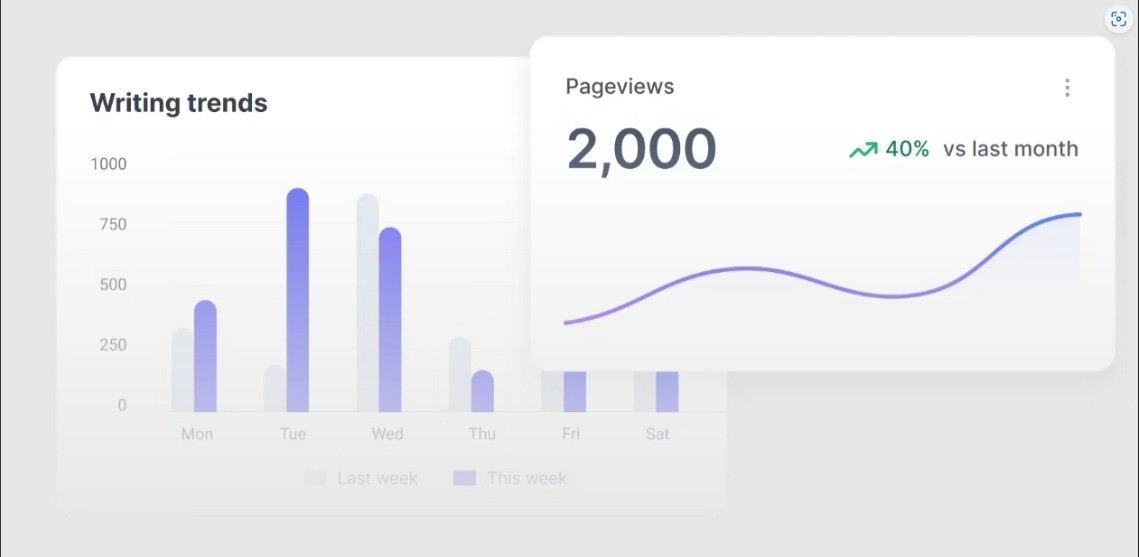 Writing trends
1000
750
500
250
0
Mon Tue Wed Thu Fri Sat
Last week This week
Pageviews
2,000
40% vs last month